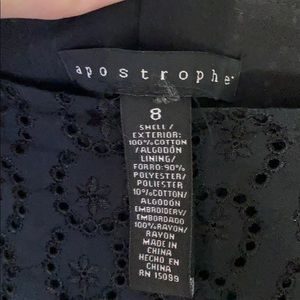 apostrophe
8
SHELL/
EXTERIOR:
100%COTTON
/ALGODÓN
LINING/
FORRO:90%
POLYESTER/
POLIESTER
10%COTTON/
ALGODÓN
EMBROIDERY/
EMBORDADO
100%RAYON/
RAYON
MADE IN
CHINA
HECHO EN
CHINA
RN 15099